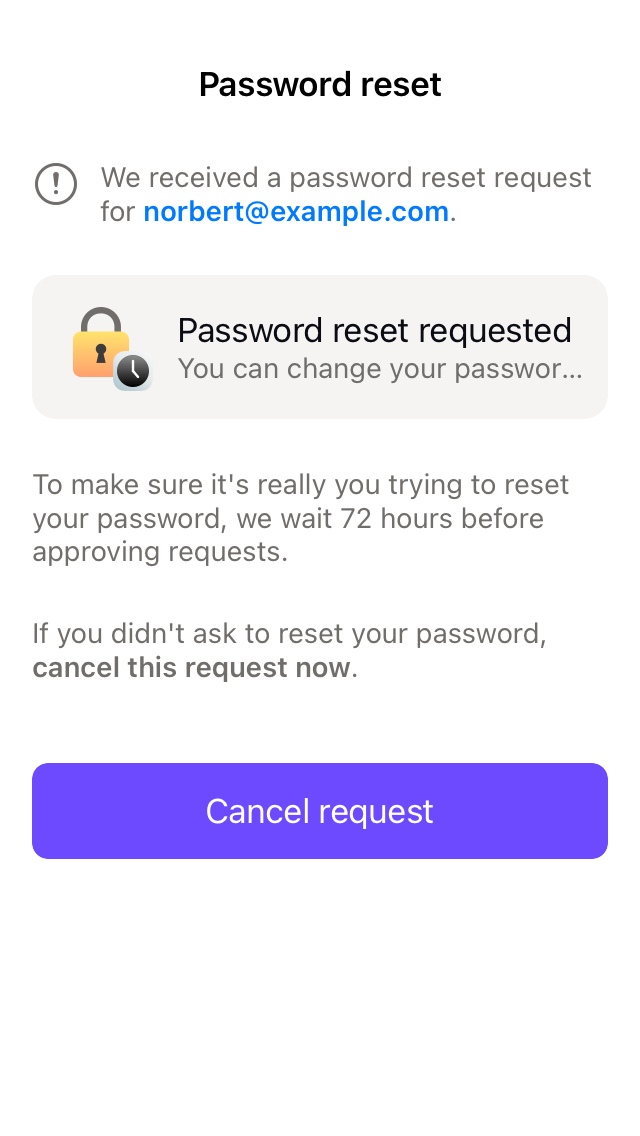 Password reset
We received a password reset request
for norbert@example.com.
Password reset requested
You can change your passwor...
To make sure it's really you trying to reset
your password, we wait 72 hours before
approving requests.
If you didn't ask to reset your password,
cancel this request now.
Cancel request